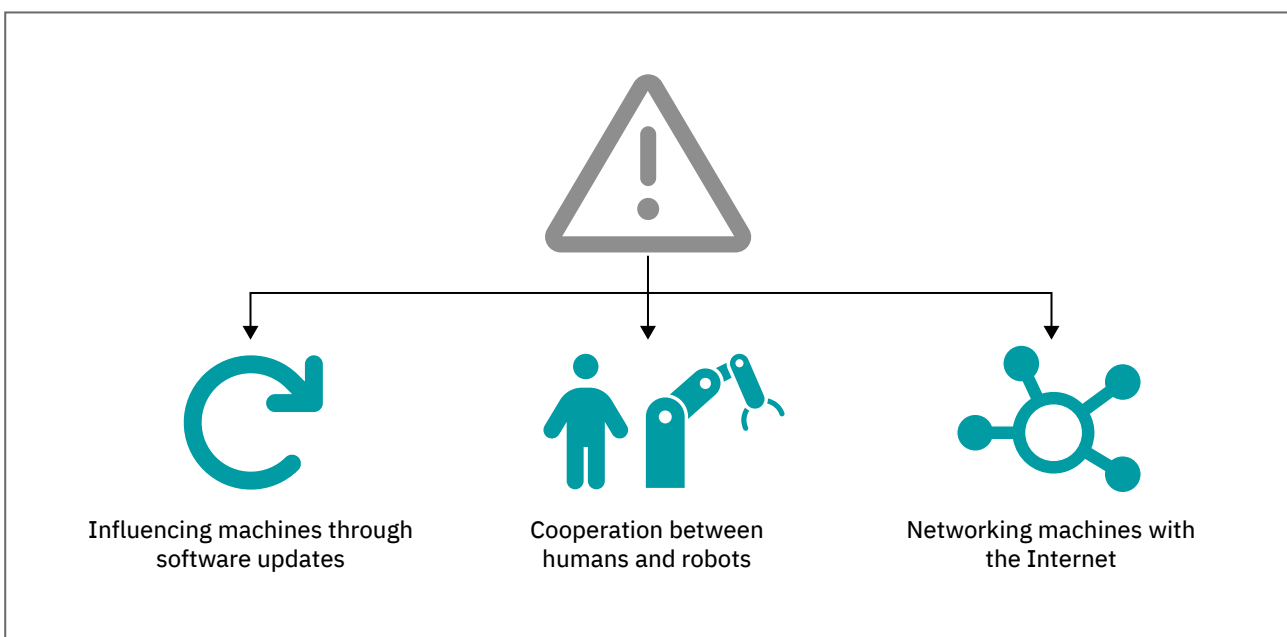 Influencing machines through
software updates
Cooperation between
humans and robots
Networking machines with
the Internet